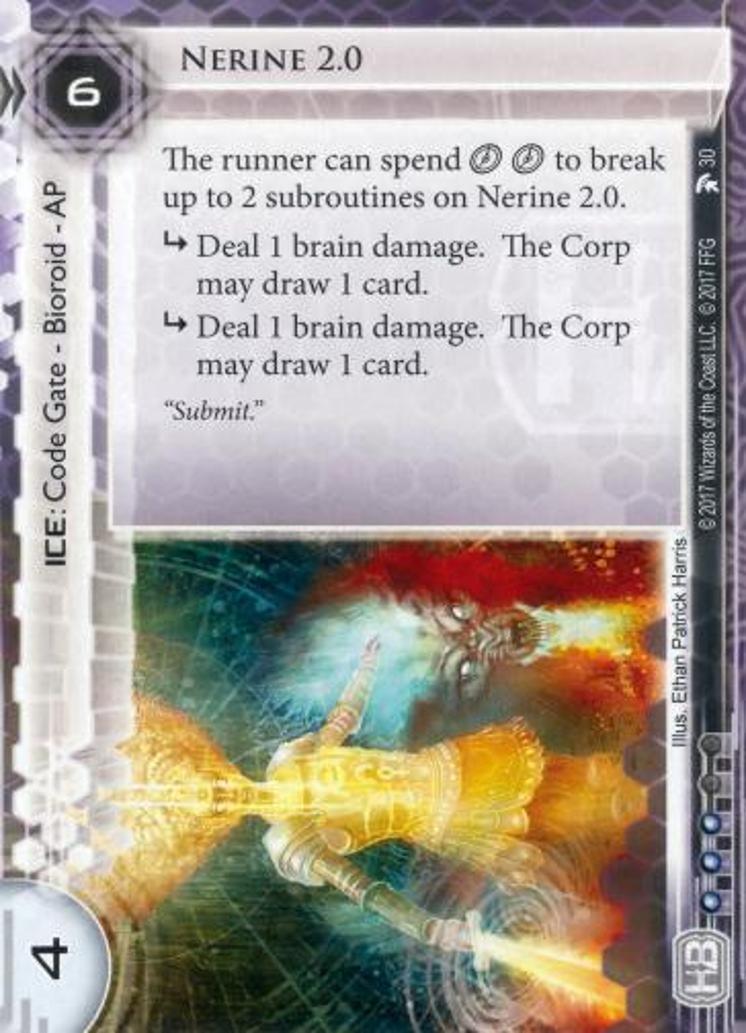 NERINE 2.0
6
The runner can spend to break
up to 2 subroutines on Nerine 2.0.
Deal 1 brain damage. The Corp
may draw 1 card.
Deal 1 brain damage. The Corp
may draw 1 card.
“Submit.”
ICE: Code Gate - Bioroid - AP
4
Illus. Ethan Patrick Harris
© 2017 Wizards of the Coast LLC. © 2017 FFG 30
HB